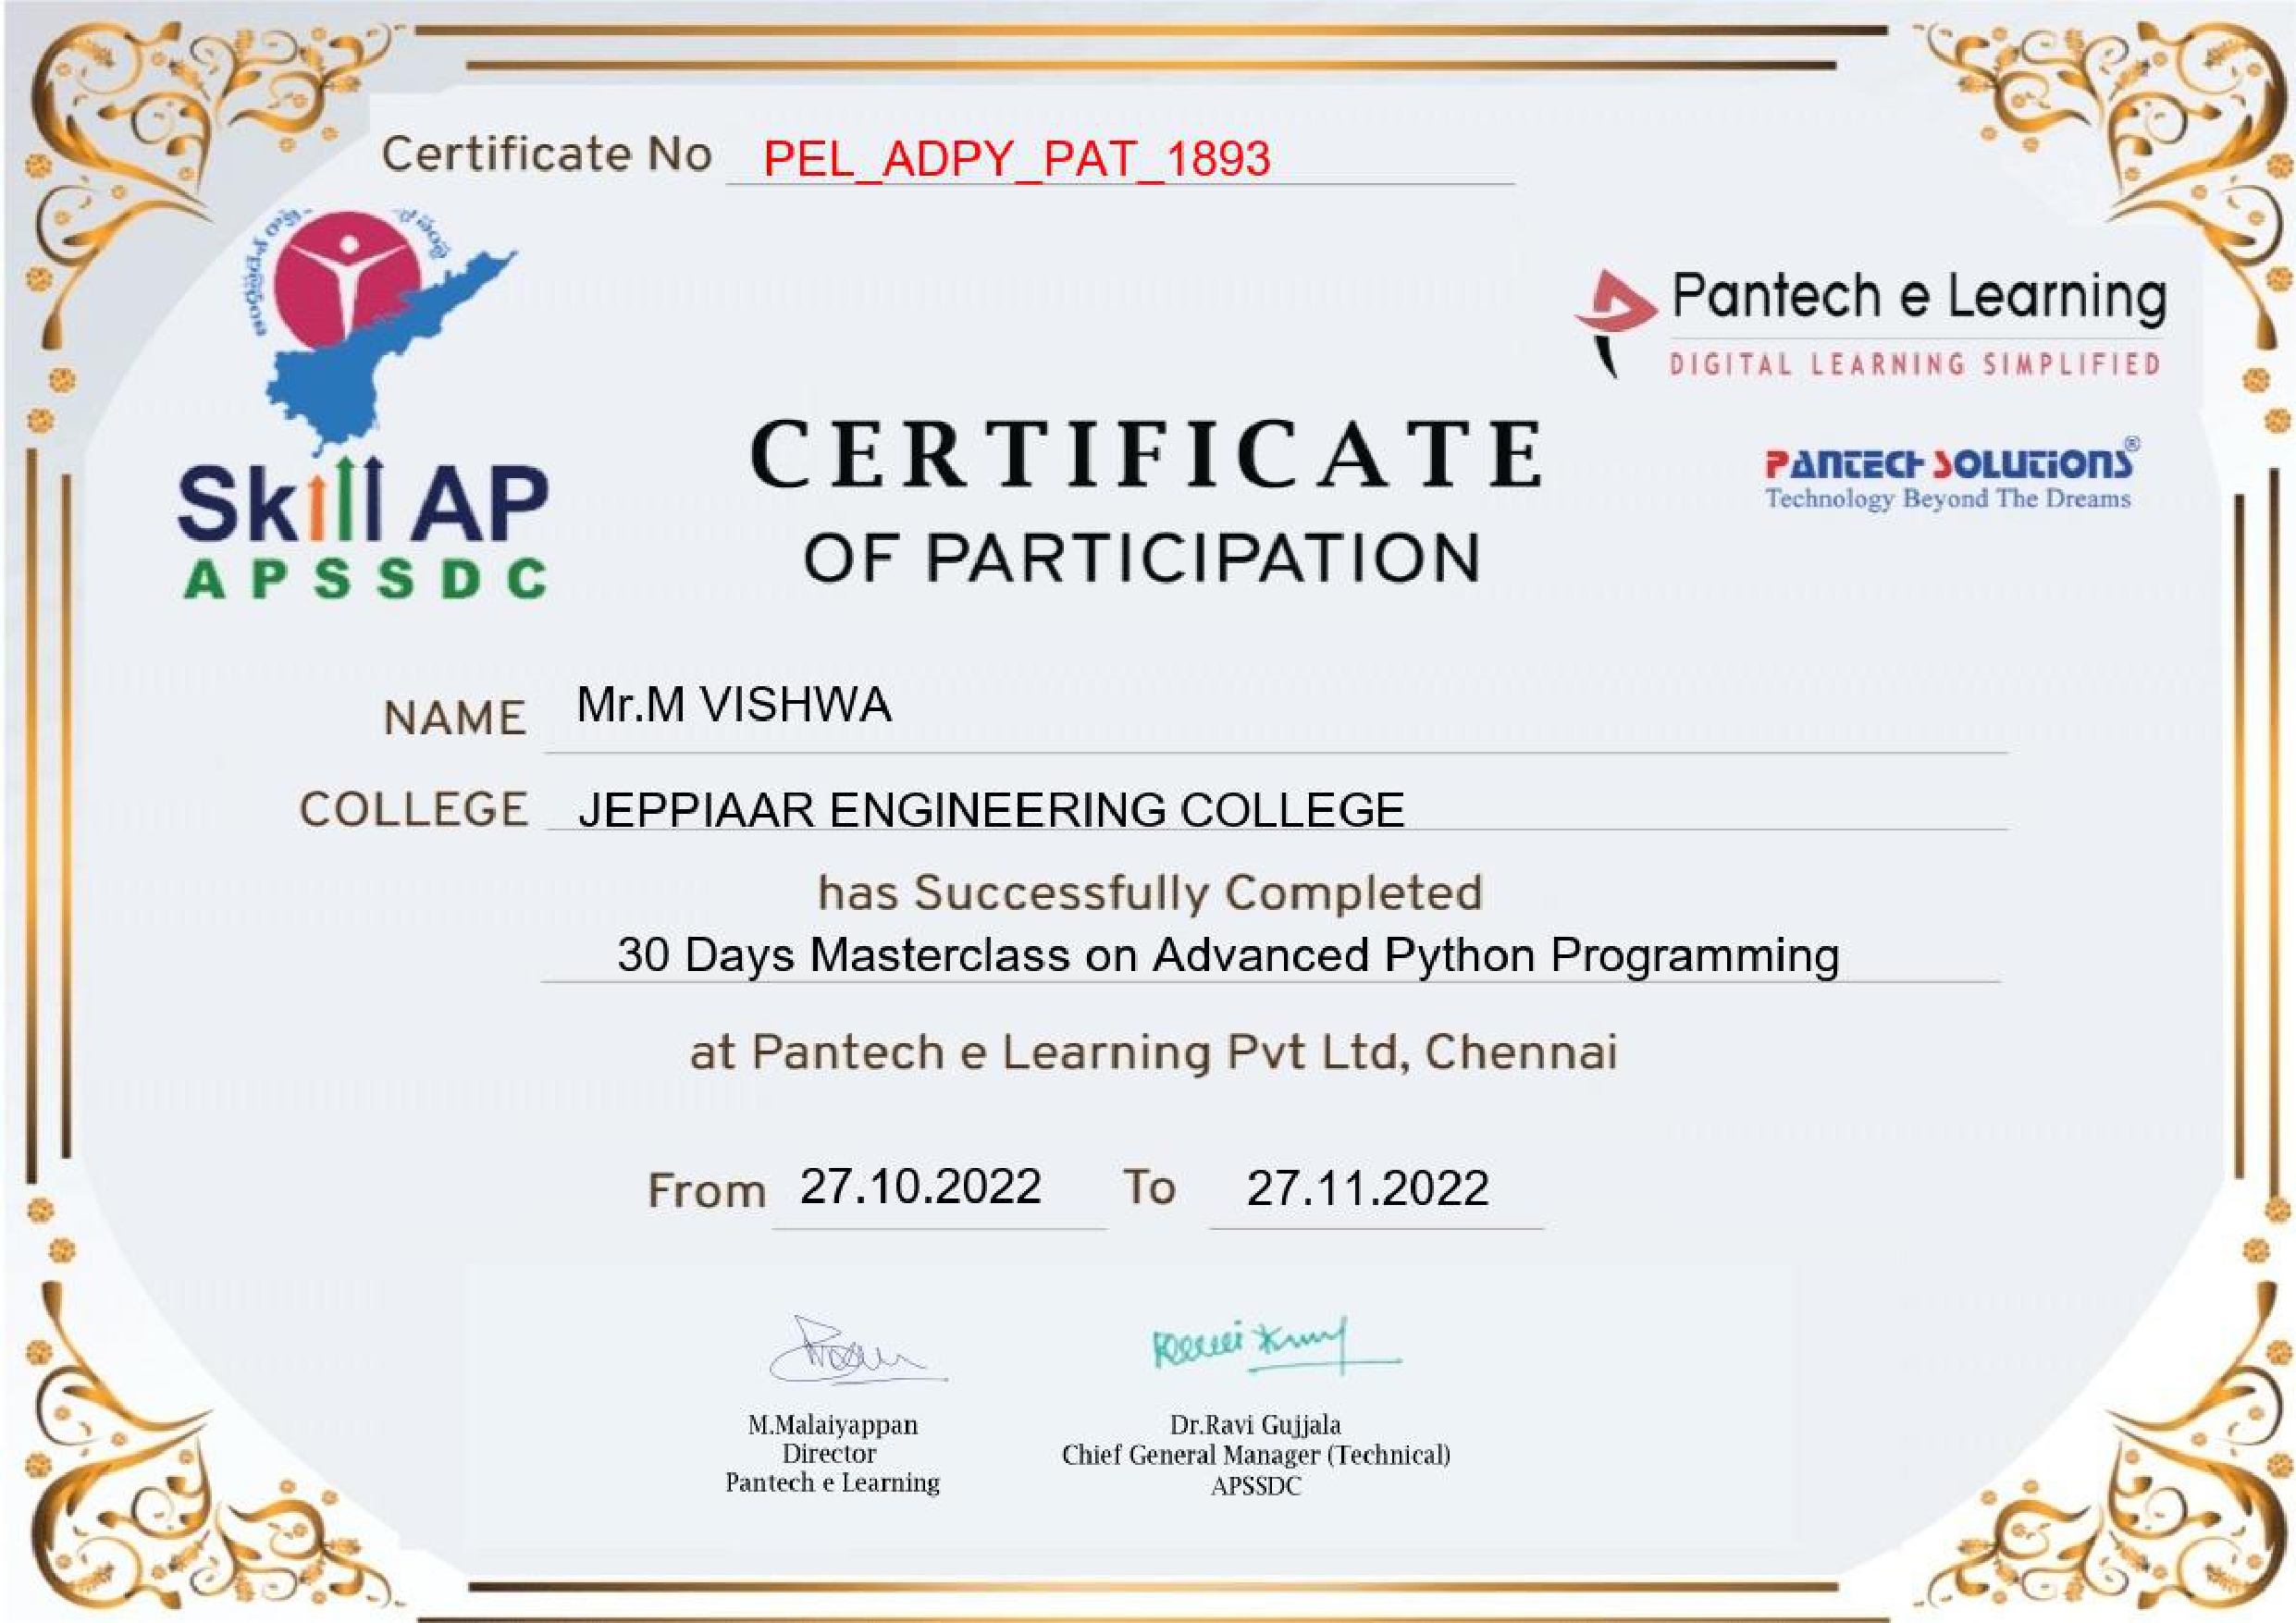 Certificate No PEL_ADPY_PAT_1893
Pantech e Learning
DIGITAL LEARNING SIMPLIFIED
PANTECH SOLUTIONS®
Technology Beyond The Dreams
Skill AP
APSSDC
CERTIFICATE
OF PARTICIPATION
NAME Mr.M VISHWA
COLLEGE JEPPIAAR ENGINEERING COLLEGE
has Successfully Completed
30 Days Masterclass on Advanced Python Programming
at Pantech e Learning Pvt Ltd, Chennai
From 27.10.2022 To 27.11.2022
M.Malaiyappan
Director
Pantech e Learning
Dr.Ravi Gujjala
Chief General Manager (Technical)
APSSDC